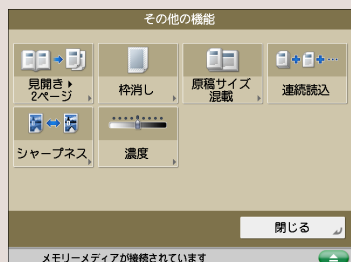 その他の機能
見開き▶
2ページ
枠消し
原稿サイズ
混載
連続読込
シャープネス
濃度
閉じる
メモリーメディアが接続されています